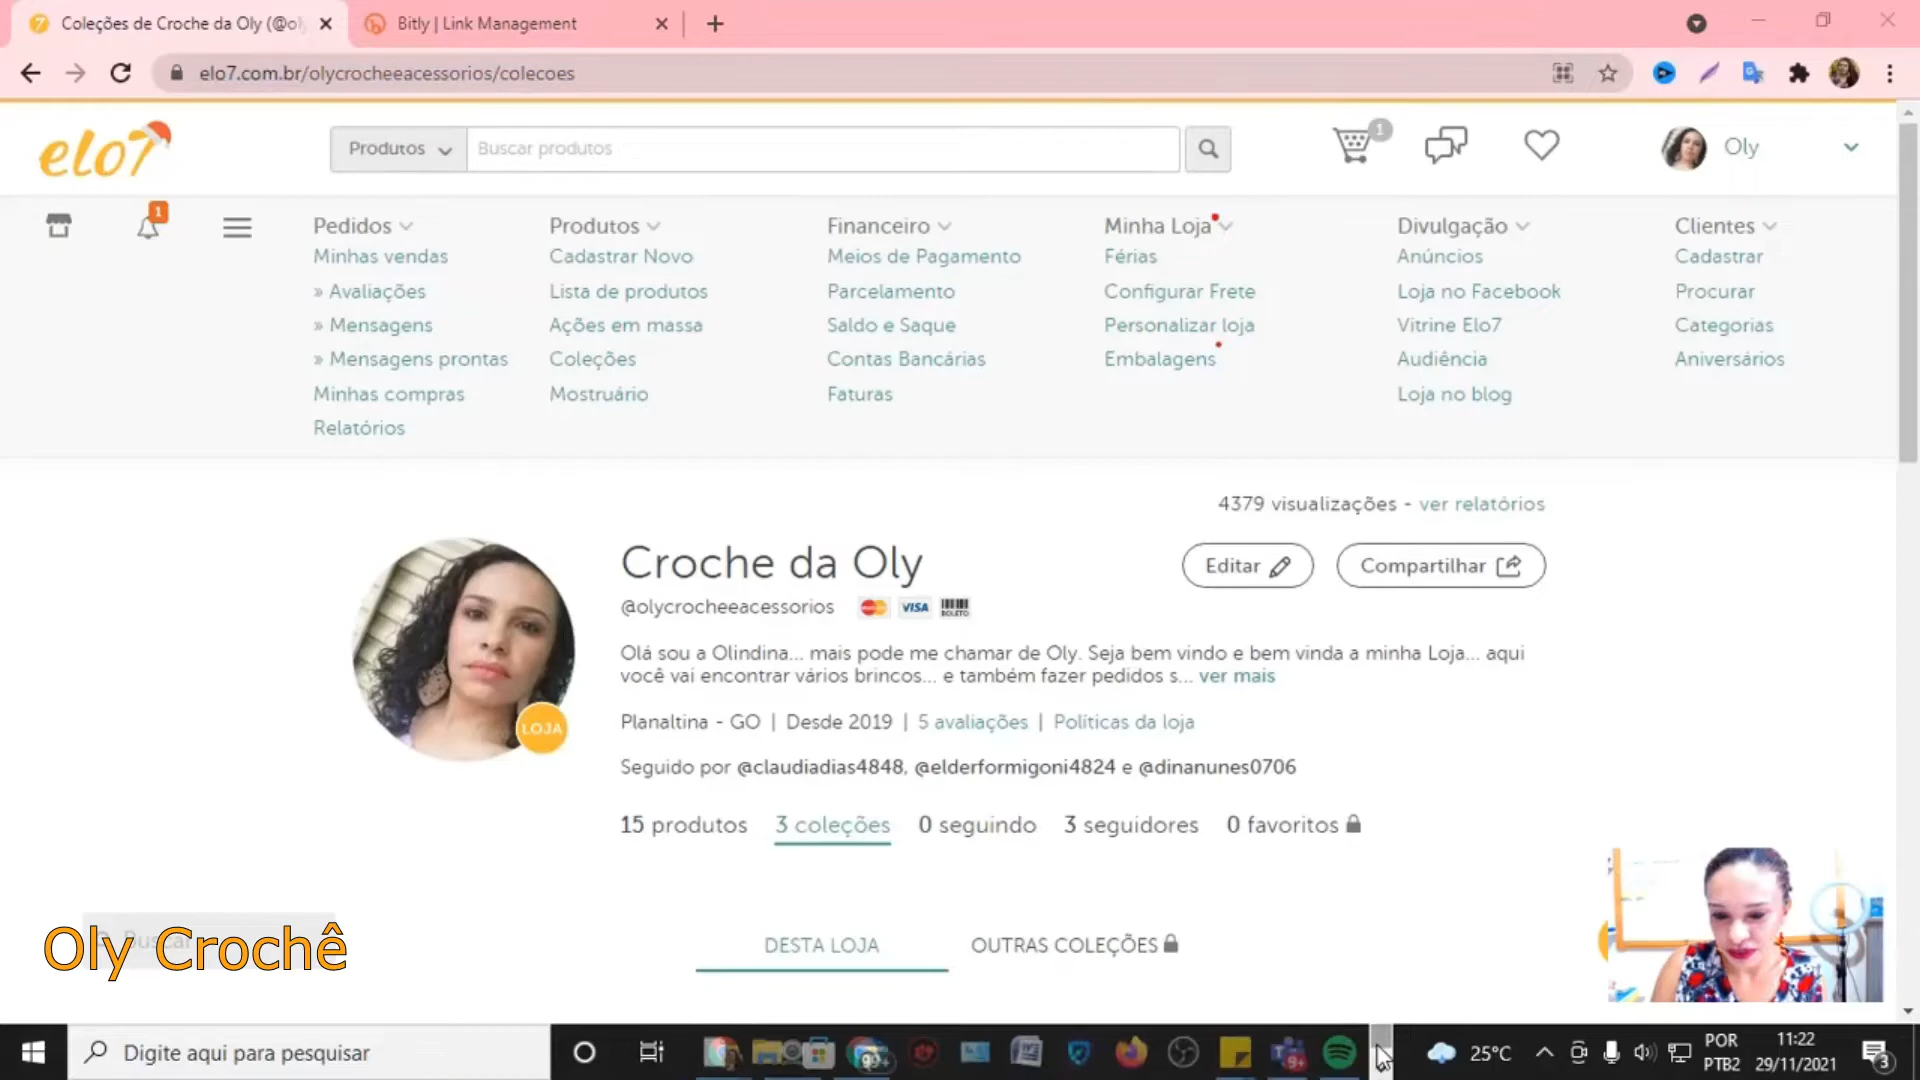 Coleções de Croche da Oly (@oly
Bitly | Link Management
elo7.com.br/olycrocheeacessorios/colecoes
elo7
Produtos
Buscar produtos
1
Oly
1
Pedidos
Produtos
Financeiro
Minha Loja
Divulgação
Clientes
Minhas vendas
Cadastrar Novo
Meios de Pagamento
Férias
Anúncios
Cadastrar
» Avaliações
Lista de produtos
Parcelamento
Configurar Frete
Loja no Facebook
Procurar
» Mensagens
Ações em massa
Saldo e Saque
Personalizar loja
Vitrine Elo7
Categorias
» Mensagens prontas
Coleções
Contas Bancárias
Embalagens
Audiência
Aniversários
Minhas compras
Mostruário
Faturas
Loja no blog
Relatórios
4379 visualizações - ver relatórios
Croche da Oly
Editar
Compartilhar
@olycrocheeacessorios
VISA
BOLETO
Olá sou a Olindina... mais pode me chamar de Oly. Seja bem vindo e bem vinda a minha Loja... aqui
você vai encontrar vários brincos... e também fazer pedidos s... ver mais
LOJA
Planaltina - GO | Desde 2019 | 5 avaliações | Políticas da loja
Seguido por @claudiadias4848, @elderformigoni4824 e @dinanunes0706
15 produtos
3 coleções
0 seguindo
3 seguidores
0 favoritos
Buscar
Oly Crochê
DESTA LOJA
OUTRAS COLEÇÕES
Digite aqui para pesquisar
99+
9+
25°C
POR
PTB2
11:22
29/11/2021
3